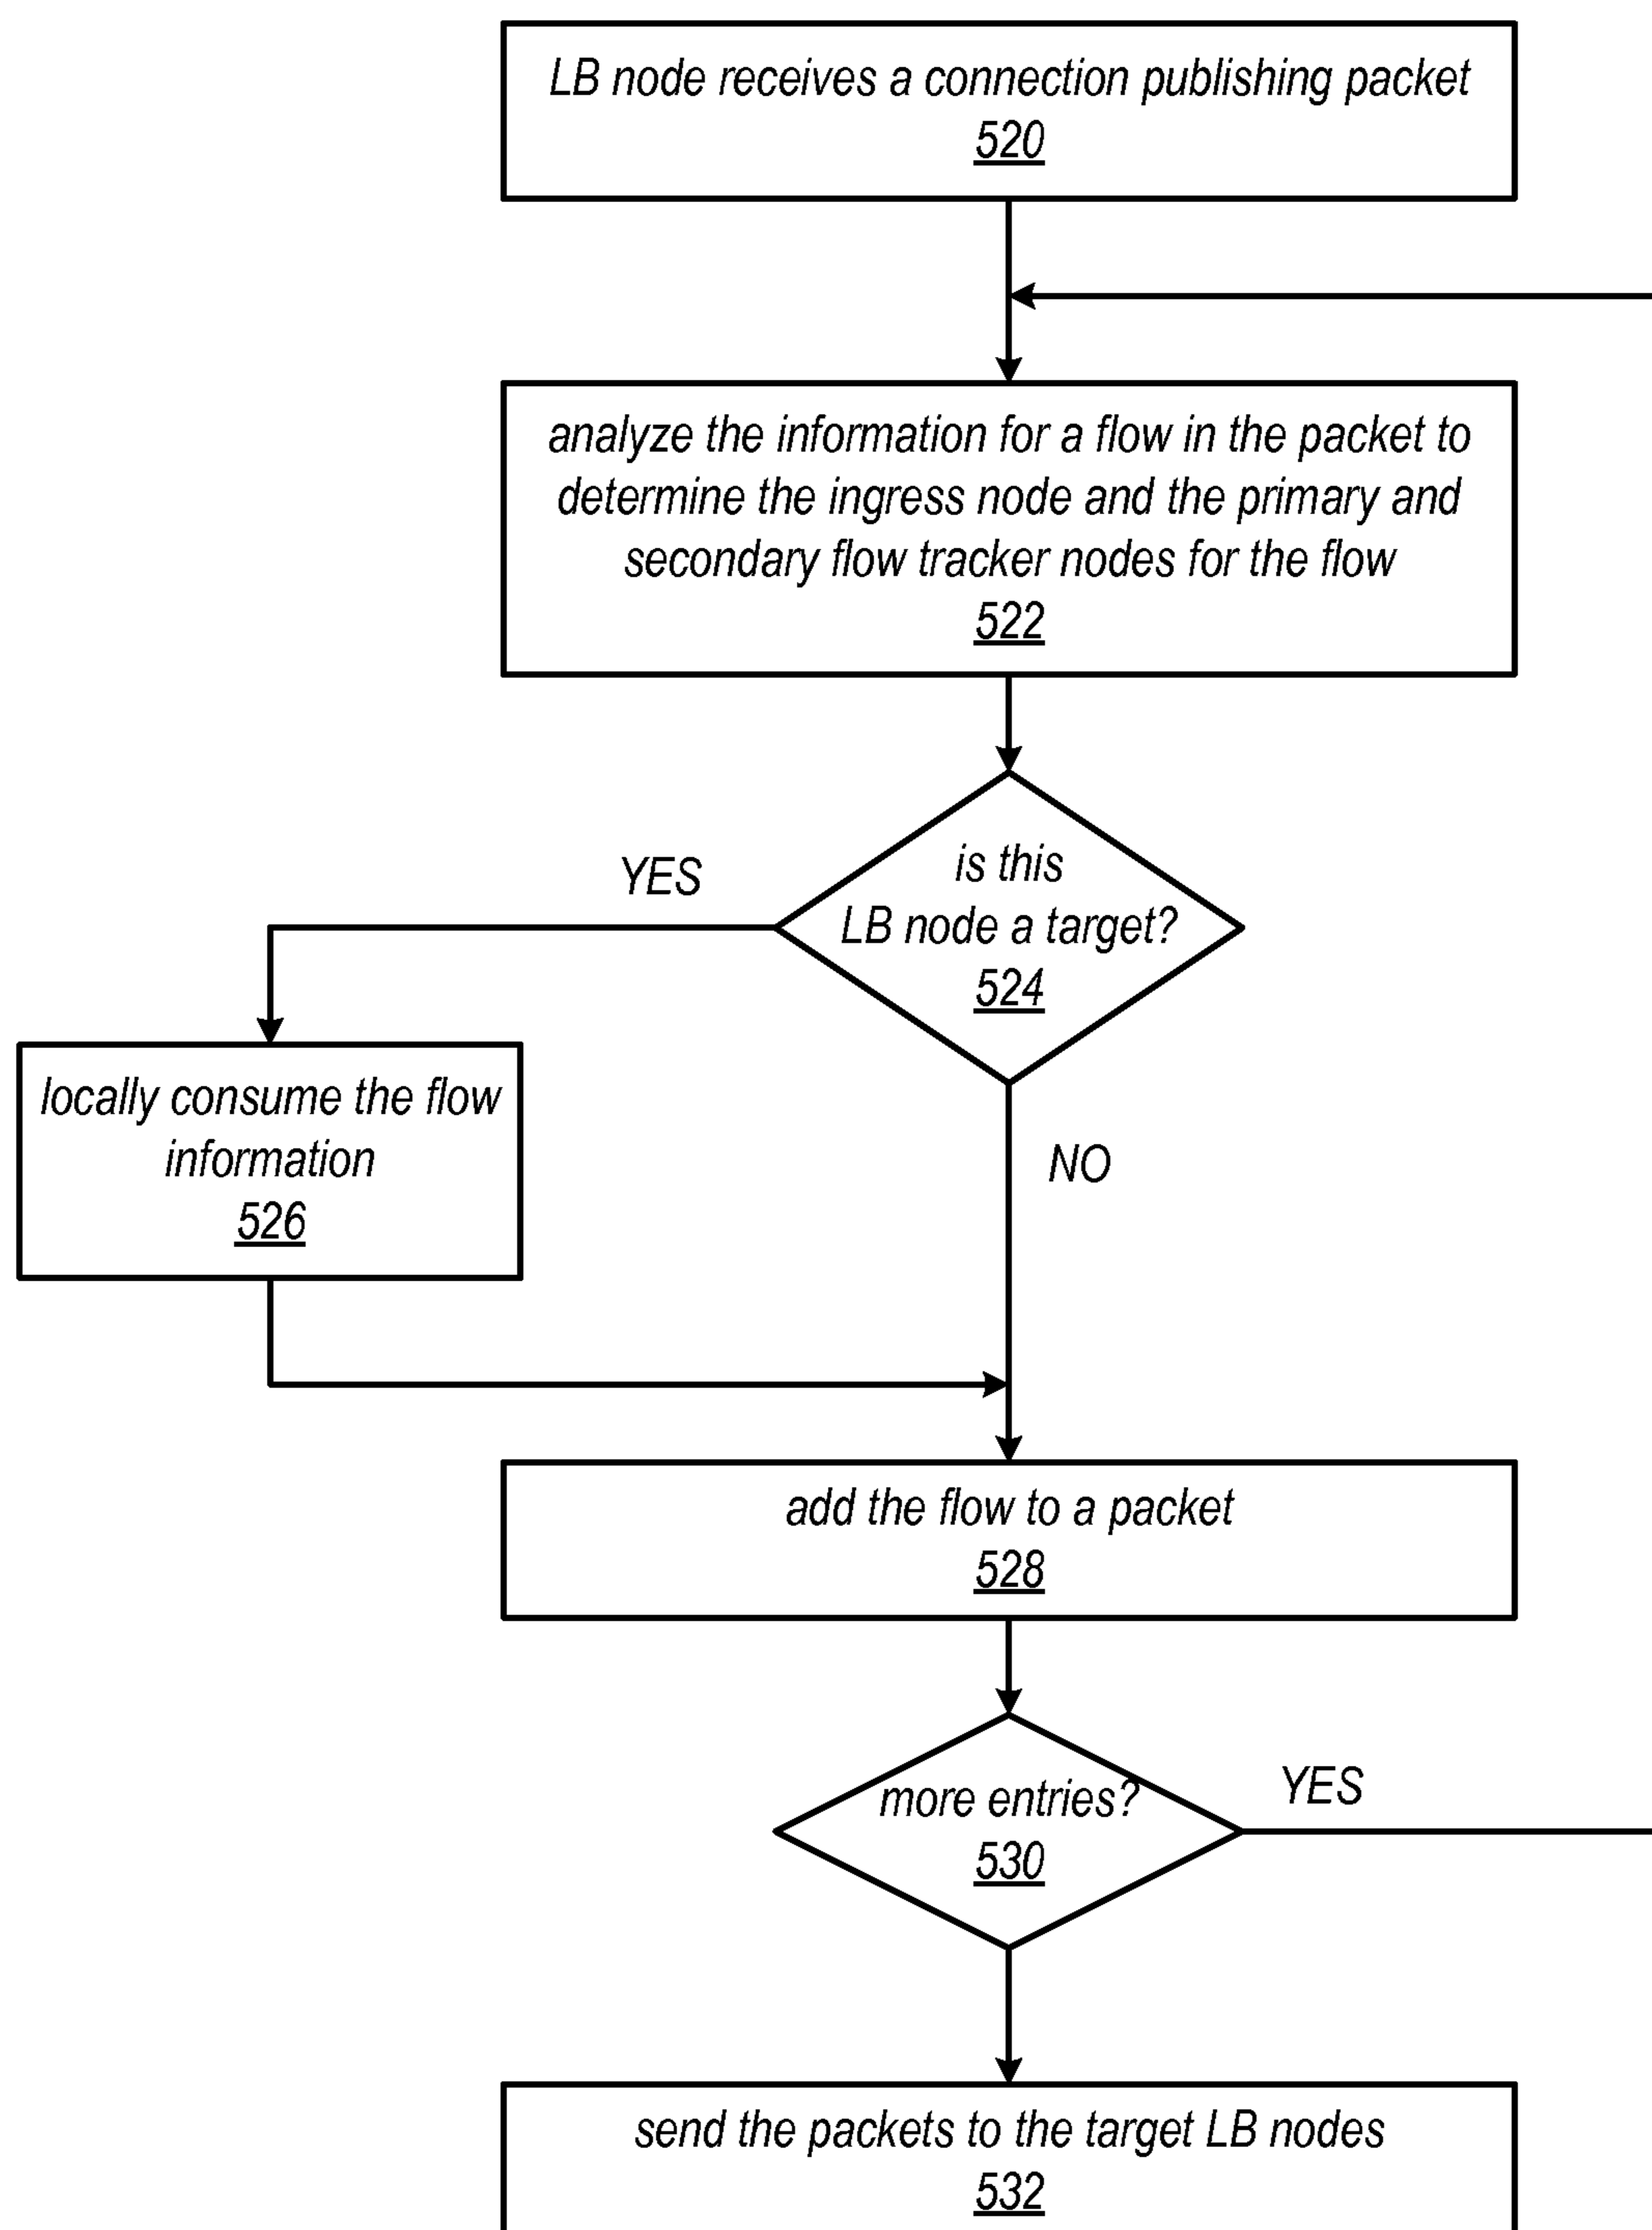 LB node receives a connection publishing packet
520
analyze the information for a flow in the packet to
determine the ingress node and the primary and
secondary flow tracker nodes for the flow
522
is this
LB node a target?
524
YES
NO
locally consume the flow
information
526
add the flow to a packet
528
more entries?
530
YES
send the packets to the target LB nodes
532